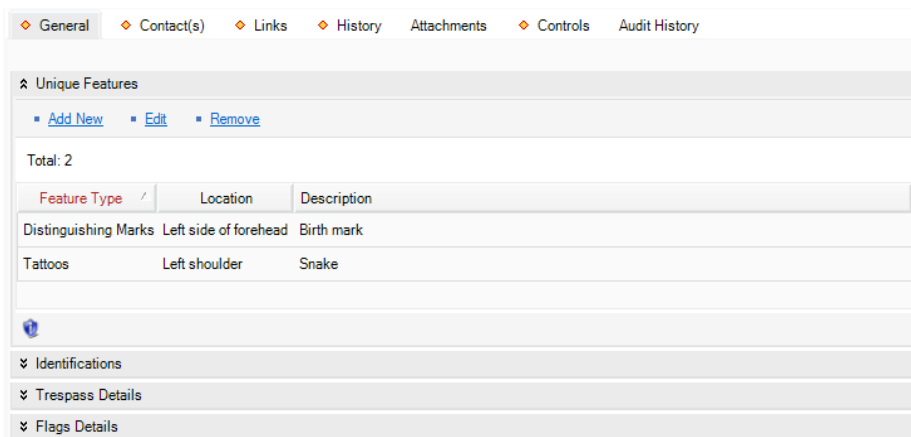 General Contact(s) Links History Attachments Controls Audit History
Unique Features
Add New Edit Remove
Total: 2
Feature Type Location Description
Distinguishing Marks Left side of forehead Birth mark
Tattoos Left shoulder Snake
Identifications
Trespass Details
Flags Details